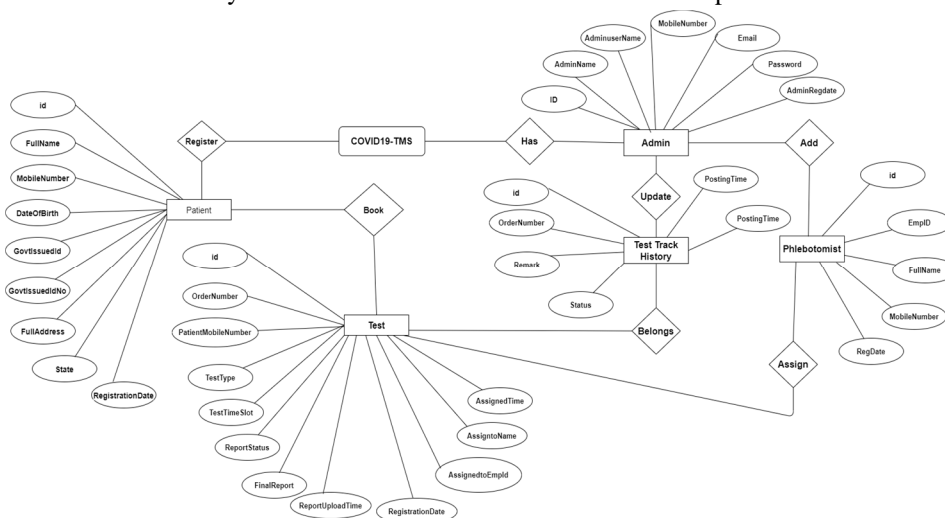 MobileNumber
AdminuserName
Email
AdminName
Password
ID
AdminRegdate
id
Register
COVID19-TMS
Has
Admin
Add
FullName
MobileNumber
Patient
Book
Update
id
PostingTime
id
DateOfBirth
OrderNumber
PostingTime
EmpID
GovtIssuedId
id
Remark
Test Track
History
Phlebotomist
FullName
GovtIssuedIdNo
OrderNumber
Status
MobileNumber
FullAddress
PatientMobileNumber
Test
Belongs
RegDate
State
TestType
Assign
RegistrationDate
TestTimeSlot
AssignedTime
ReportStatus
AssigntoName
FinalReport
AssignedtoEmpId
ReportUploadTime
RegistrationDate